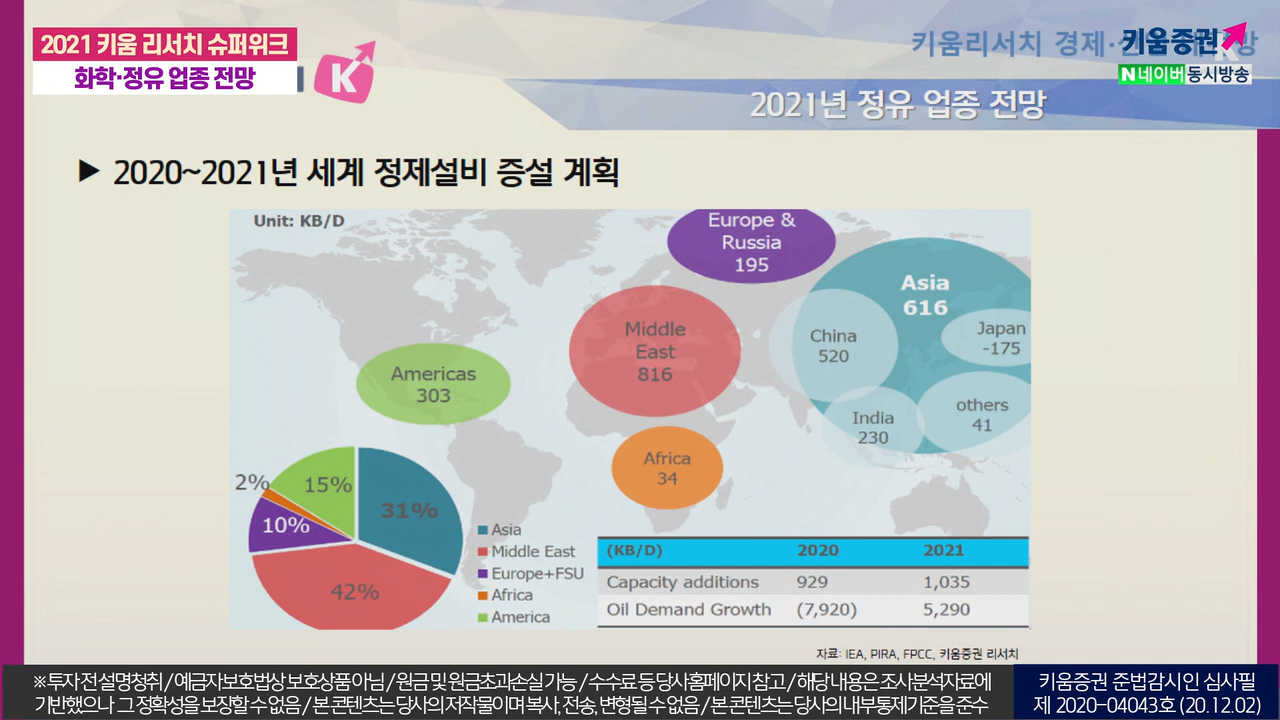 2021 키움 리서치 슈퍼위크
화학·정유 업종 전망
K
키움리서치 경제·
키움증권
N네이버 동시방송
2021년 정유 업종 전망
▶ 2020~2021년 세계 정제설비 증설 계획
Unit: KB/D
Europe &
Russia
195
Asia
616
Middle
East
816
China
520
Japan
-175
Americas
303
India
230
others
41
Africa
34
2%
15%
31%
10%
42%
Asia
Middle East
Europe+FSU
Africa
America
(KB/D) 2020 2021
Capacity additions 929 1,035
Oil Demand Growth (7,920) 5,290
자료: IEA, PIRA, FPCC, 키움증권 리서치
※ 투자 전 설명청취 / 예금자보호법상 보호상품 아님 / 원금 및 원금초과손실 가능 / 수수료 등 당사홈페이지 참고 / 해당 내용은 조사분석자료에
기반했으나 그 정확성을 보장할 수 없음 / 본 콘텐츠는 당사의 저작물이며 복사, 전송, 변형될 수 없음 / 본 콘텐츠는 당사의 내부통제기준을 준수
키움증권 준법감시인 심사필
제 2020-04043호 (20.12.02)